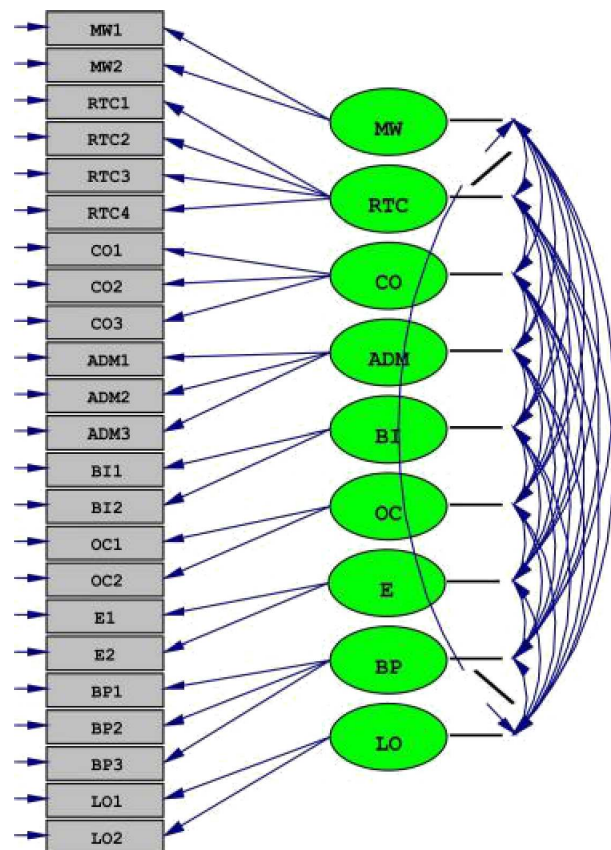 MW1
MW2
RTC1
RTC2
RTC3
RTC4
CO1
CO2
CO3
ADM1
ADM2
ADM3
BI1
BI2
OC1
OC2
E1
E2
BP1
BP2
BP3
LO1
LO2
MW
RTC
CO
ADM
BI
OC
E
BP
LO